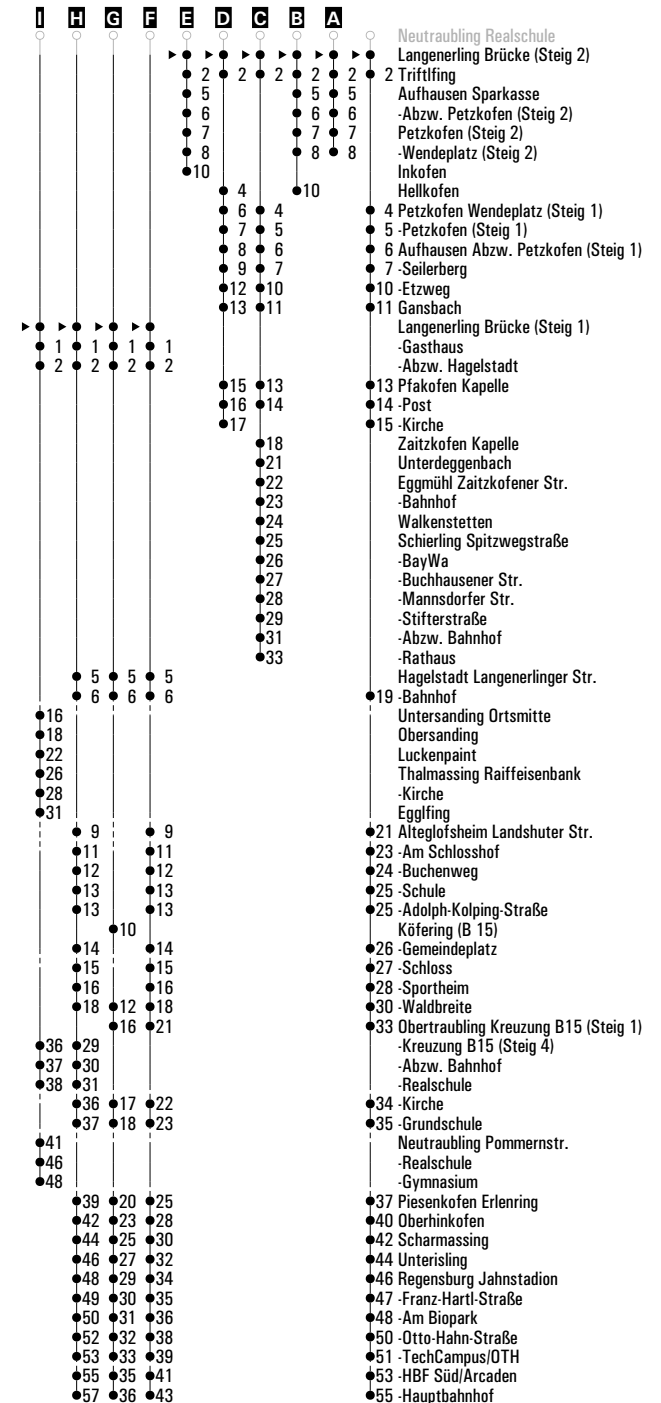 I H G F E D C B A
Neutraubling Realschule
Langenerling Brücke (Steig 2)
2 2 2 2 2 2 Triftlfing
5 5 5 Aufhausen Sparkasse
6 6 6 -Abzw. Petzkofen (Steig 2)
7 7 7 Petzkofen (Steig 2)
8 8 8 -Wendeplatz (Steig 2)
10 Inkofen
4 10 Hellkofen
6 4 4 Petzkofen Wendeplatz (Steig 1)
7 5 5 -Petzkofen (Steig 1)
8 6 6 Aufhausen Abzw. Petzkofen (Steig 1)
9 7 7 -Seilerberg
12 10 10 -Etzweg
13 11 11 Gansbach
Langenerling Brücke (Steig 1)
1 1 1 1 -Gasthaus
2 2 2 2 -Abzw. Hagelstadt
15 13 13 Pfakofen Kapelle
16 14 14 -Post
17 15 -Kirche
18 Zaitzkofen Kapelle
21 Unterdeggenbach
22 Eggmühl Zaitzkofener Str.
23 -Bahnhof
24 Walkenstetten
25 Schierling Spitzwegstraße
26 -BayWa
27 -Buchhausener Str.
28 -Mannsdorfer Str.
29 -Stifterstraße
31 -Abzw. Bahnhof
33 -Rathaus
5 5 5 Hagelstadt Langenerlinger Str.
6 6 6 19 -Bahnhof
16 Untersanding Ortsmitte
18 Obersanding
22 Luckenpaint
26 Thalmassing Raiffeisenbank
28 -Kirche
31 Egglfing
9 9 21 Alteglofsheim Landshuter Str.
11 11 23 -Am Schlosshof
12 12 24 -Buchenweg
13 13 25 -Schule
13 13 25 -Adolph-Kolping-Straße
10 Köfering (B 15)
14 14 26 -Gemeindeplatz
15 15 27 -Schloss
16 16 28 -Sportheim
18 12 18 30 -Waldbreite
16 21 33 Obertraubling Kreuzung B15 (Steig 1)
36 29 -Kreuzung B15 (Steig 4)
37 30 -Abzw. Bahnhof
38 31 -Realschule
36 17 22 34 -Kirche
37 18 23 35 -Grundschule
41 Neutraubling Pommernstr.
46 -Realschule
48 -Gymnasium
39 20 25 37 Piesenkofen Erlenring
42 23 28 40 Oberhinkofen
44 25 30 42 Scharmassing
46 27 32 44 Unterisling
48 29 34 46 Regensburg Jahnstadion
49 30 35 47 -Franz-Hartl-Straße
50 31 36 48 -Am Biopark
52 32 38 50 -Otto-Hahn-Straße
53 33 39 51 -TechCampus/OTH
55 35 41 53 -HBF Süd/Arcaden
57 36 43 55 -Hauptbahnhof